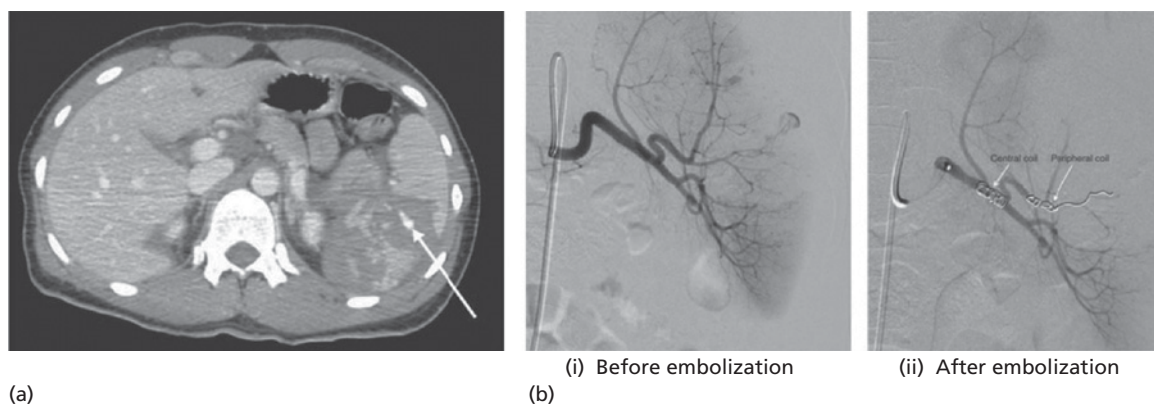 Central coil
Peripheral coil
(i) Before embolization
(ii) After embolization
(a)
(b)